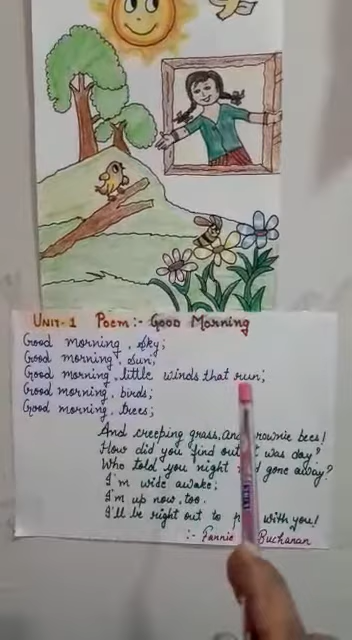 UNIT-1 Poem:- Good Morning
Good morning, Sky;
Good morning, Sun,
Good morning, little winds that run;
Good morning, birds;
Good morning, trees;
And creeping grass, and brownie bees!
How did you find out it was day?
Who told you night had gone away?
I'm wide awake;
I'm up now, too.
I'll be right out to with you!
:- Fannie Buchanan